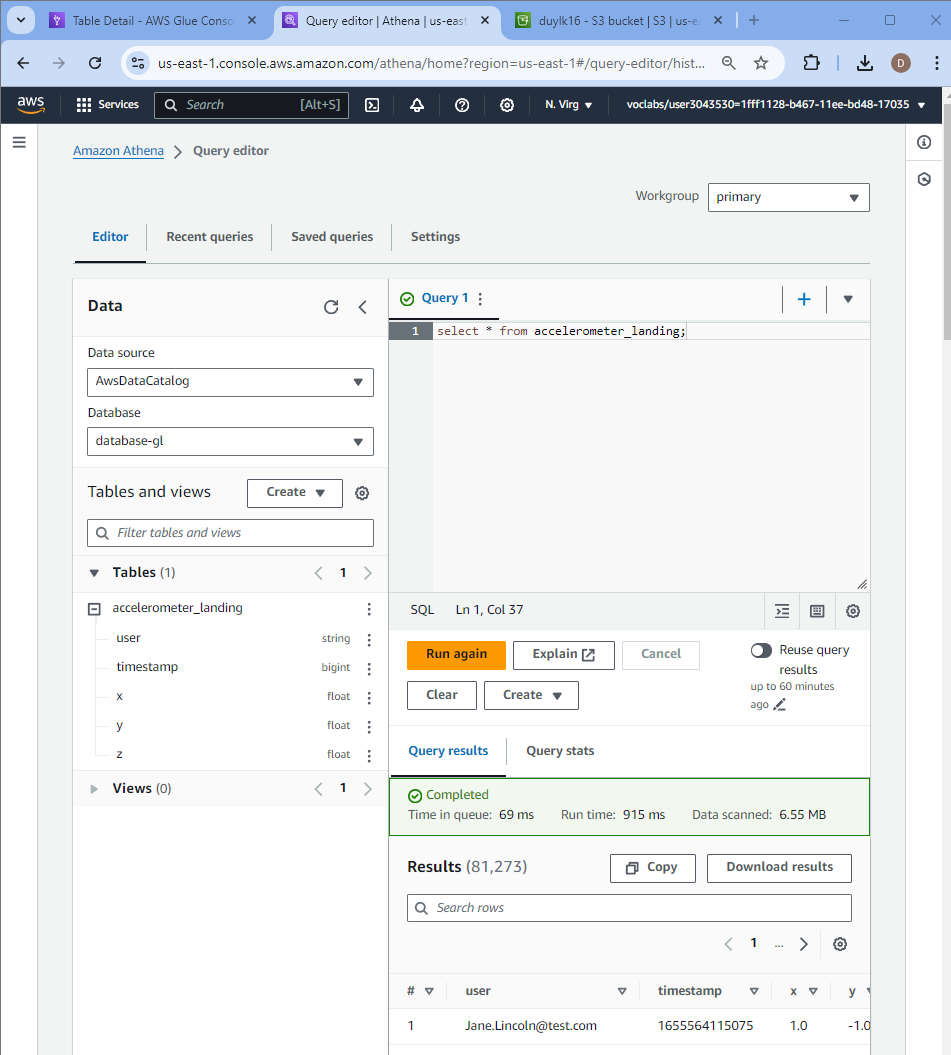 Table Detail - AWS Glue Conso
Query editor | Athena | us-east
duylk16 - S3 bucket | S3 | us-ea
us-east-1.console.aws.amazon.com/athena/home?region=us-east-1#/query-editor/hist...
D
aws
Services
Search
[Alt+S]
N. Virg
voclabs/user3043530=1fff1128-b467-11ee-bd48-17035
Amazon Athena
Query editor
Workgroup
primary
Editor
Recent queries
Saved queries
Settings
Data
Data source
AwsDataCatalog
Database
database-gl
Tables and views
Create
Filter tables and views
Tables (1)
1
accelerometer_landing
user string
timestamp bigint
x float
y float
z float
Views (0)
1
Query 1
1 select * from accelerometer_landing;
SQL Ln 1, Col 37
Run again
Explain
Cancel
Reuse query
results
up to 60 minutes
ago
Clear
Create
Query results
Query stats
Completed
Time in queue: 69 ms Run time: 915 ms Data scanned: 6.55 MB
Results (81,273)
Copy
Download results
Search rows
1 ...
# user timestamp x y
1 Jane.Lincoln@test.com 1655564115075 1.0 -1.0